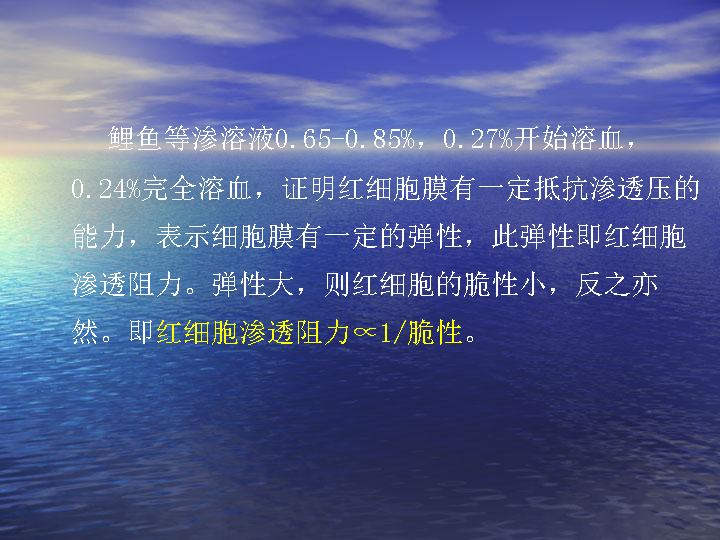 鲤鱼等渗溶液0.65-0.85%，0.27%开始溶血，
0.24%完全溶血，证明红细胞膜有一定抵抗渗透压的
能力，表示细胞膜有一定的弹性，此弹性即红细胞
渗透阻力。弹性大，则红细胞的脆性小，反之亦
然。即红细胞渗透阻力∝1/脆性。